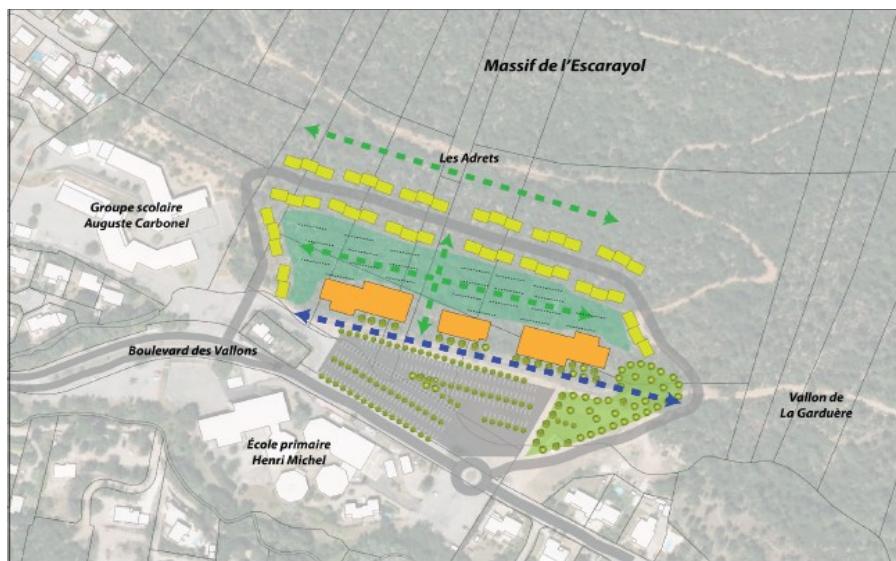 Massif de l'Escarayol
Les Adrets
Groupe scolaire
Auguste Carbonel
Boulevard des Vallons
Vallon de
La Garduère
École primaire
Henri Michel